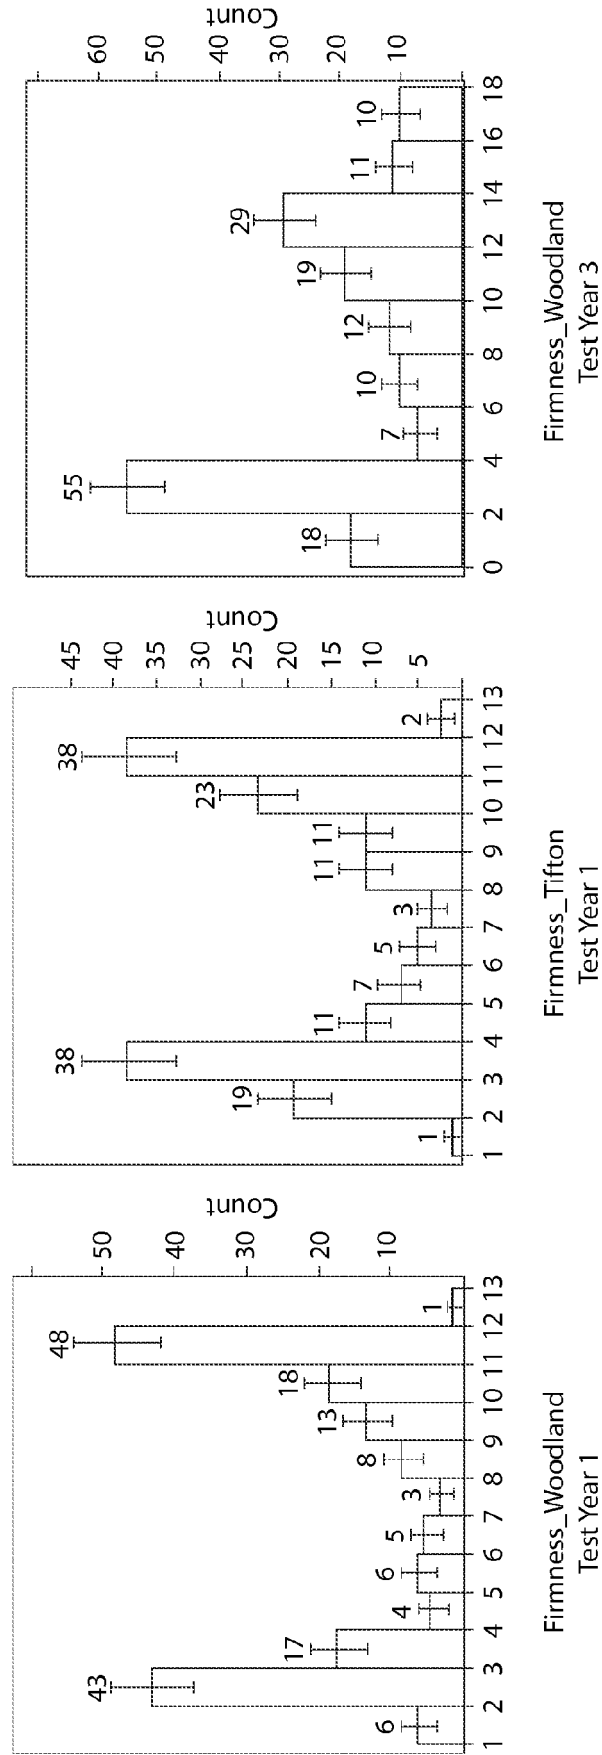 6 43 17 4 6 5 3 8 13 18 48 1
50
40
30
20
10
Count
1 2 3 4 5 6 7 8 9 10 11 12 13
Firmness_Woodland
Test Year 1
1 19 38 11 7 5 3 11 11 23 38 2
45
40
35
30
25
20
15
10
5
Count
1 2 3 4 5 6 7 8 9 10 11 12 13
Firmness_Tifton
Test Year 1
18 55 7 10 12 19 29 11 10
60
50
40
30
20
10
Count
0 2 4 6 8 10 12 14 16 18
Firmness_Woodland
Test Year 3